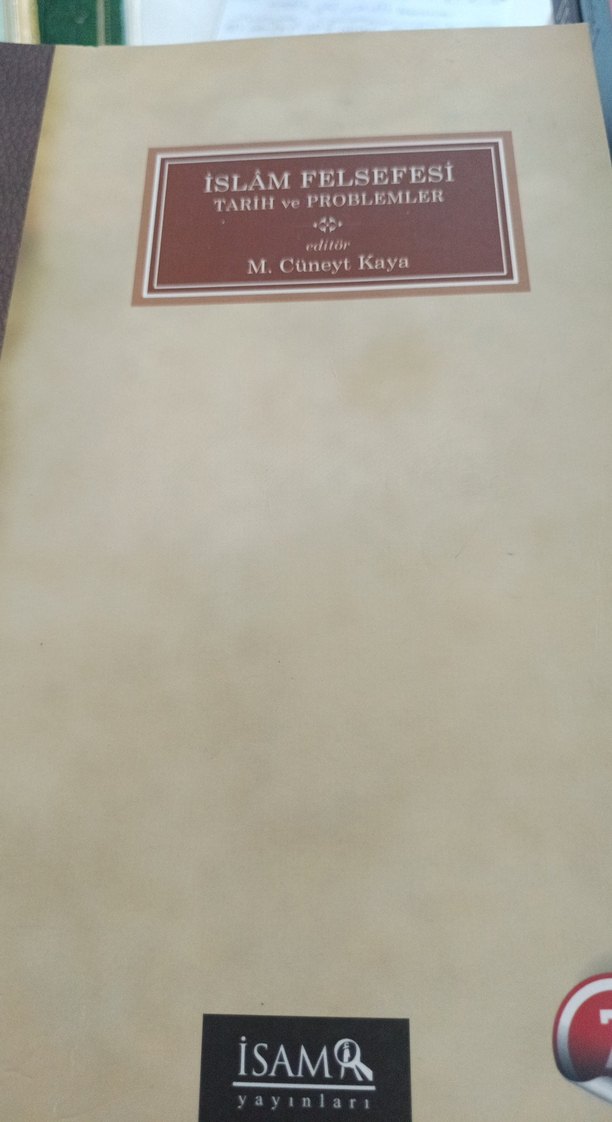 İSLÂM FELSEFESİ
TARİH ve PROBLEMLER
editör
M. Cüneyt Kaya
İSAM
yayınları